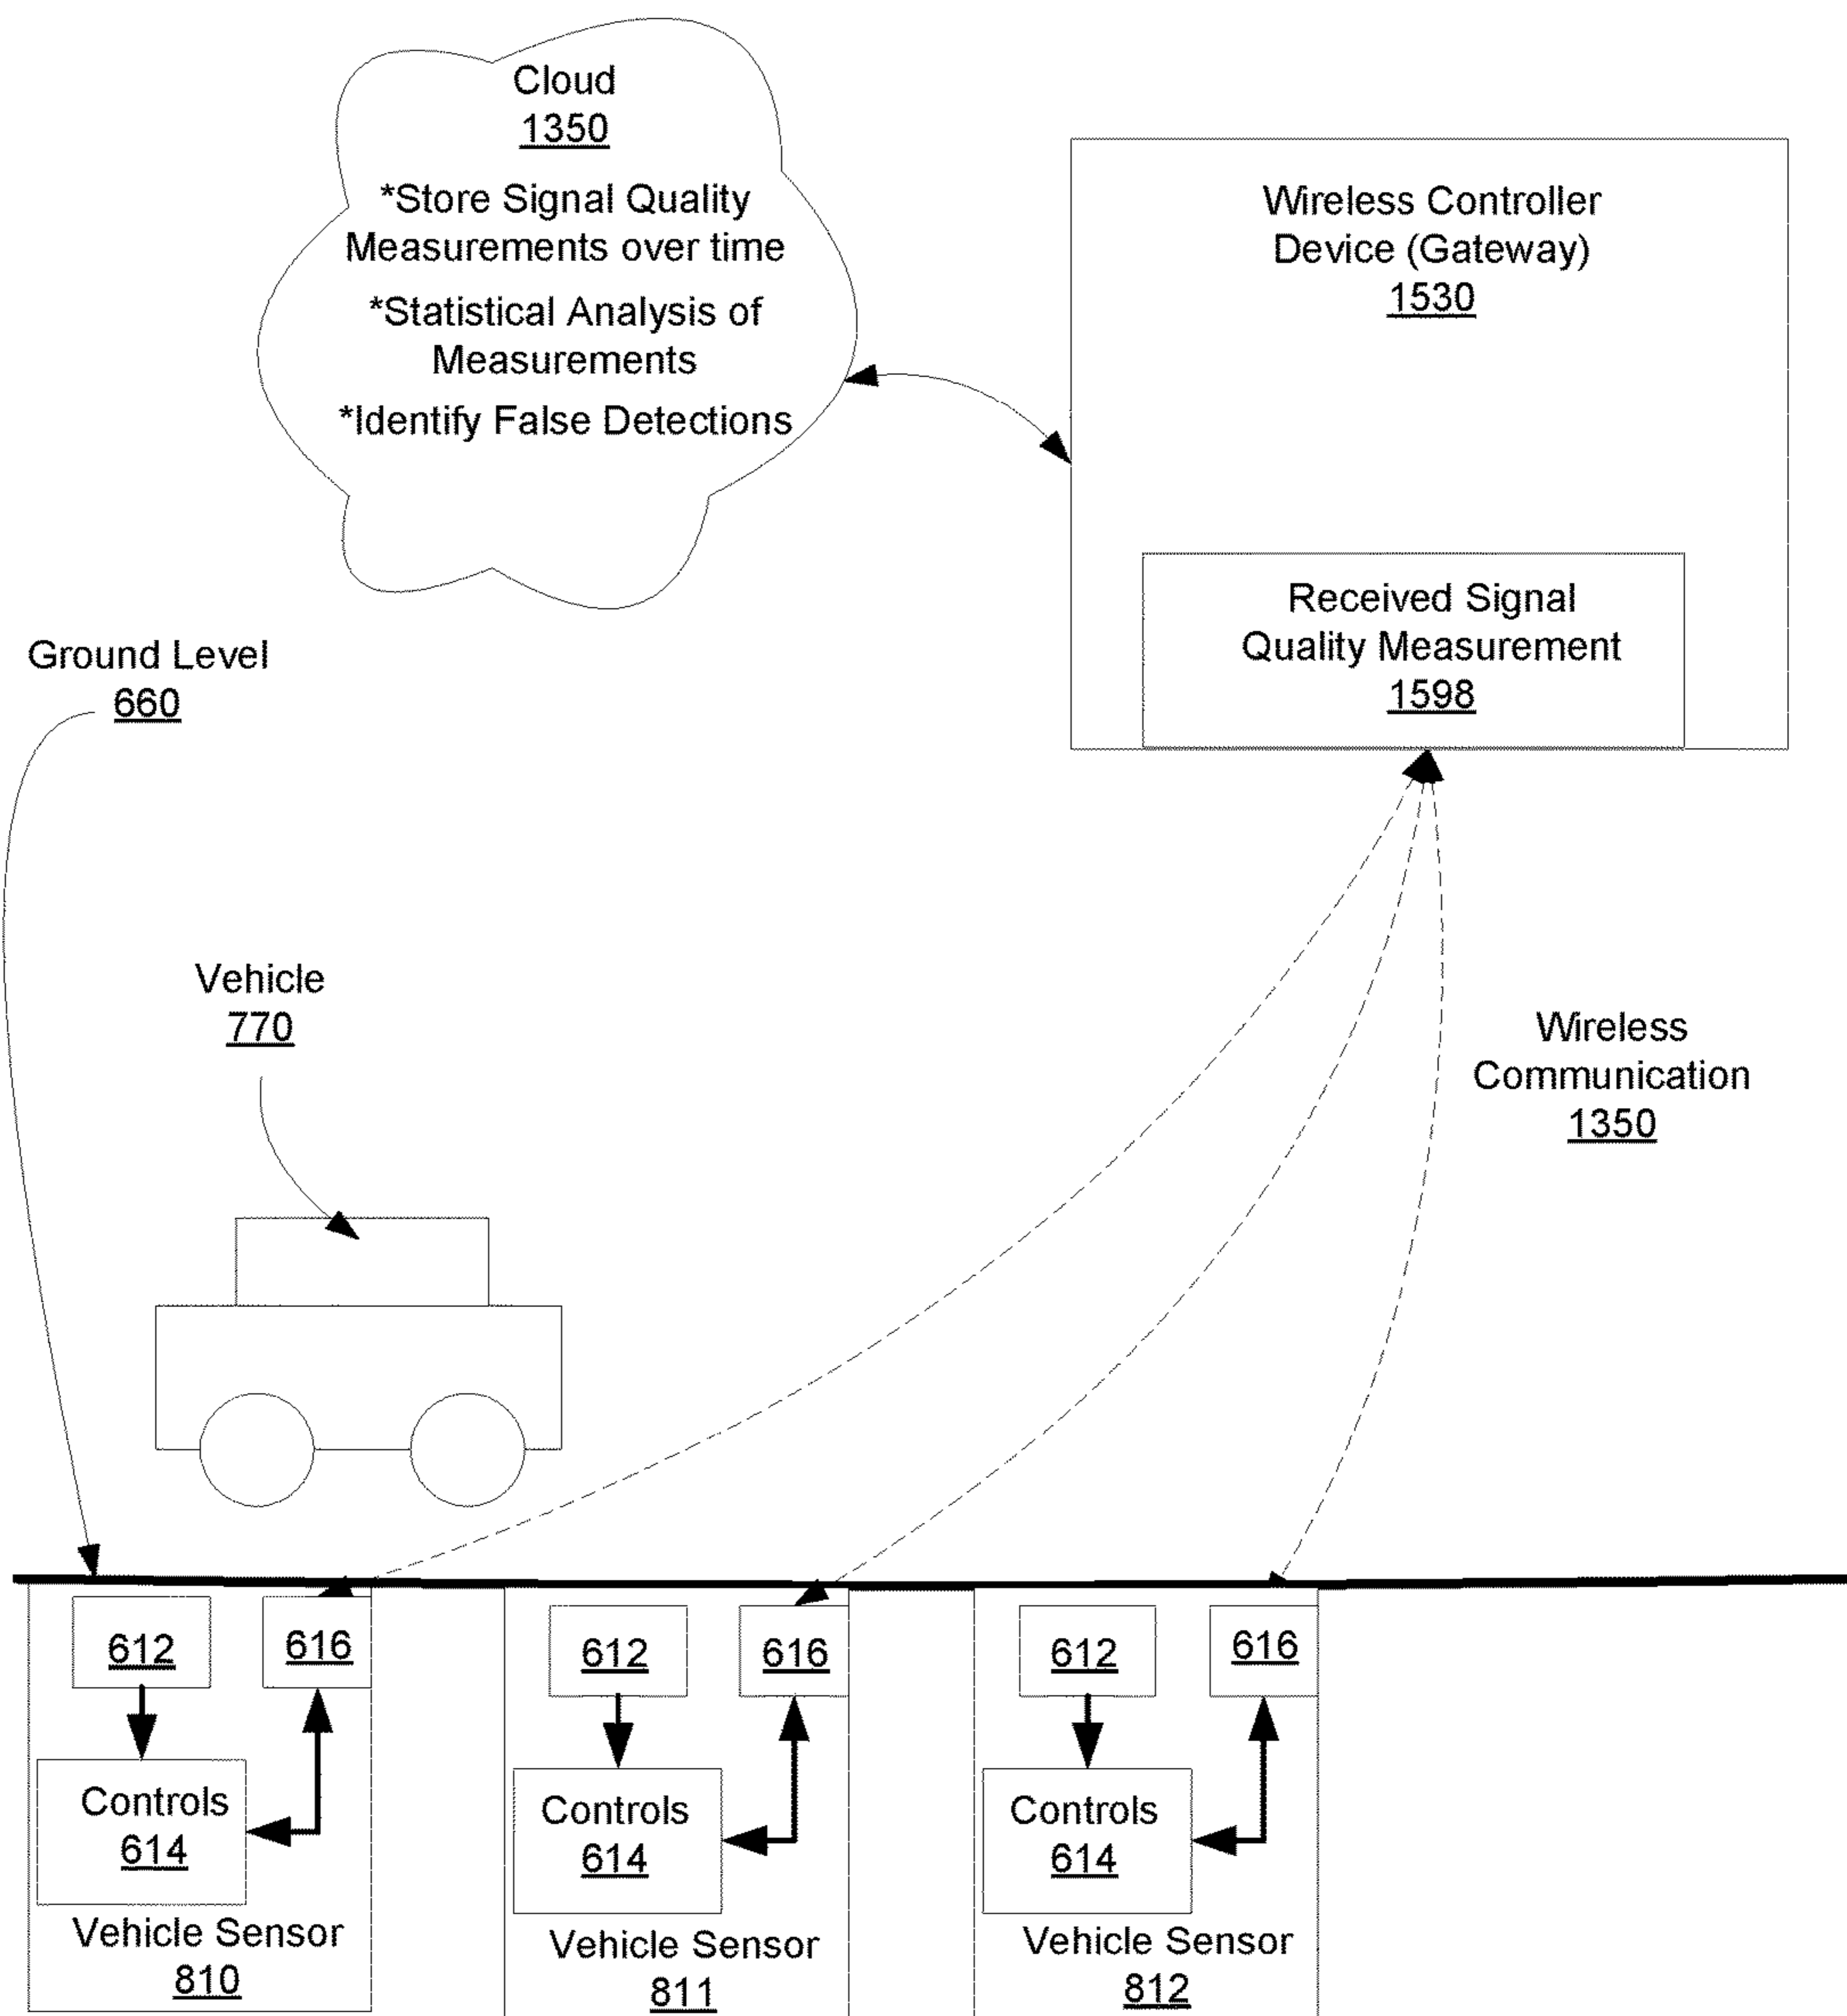 Cloud
1350
*Store Signal Quality
Measurements over time
*Statistical Analysis of
Measurements
*Identify False Detections
Wireless Controller
Device (Gateway)
1530
Received Signal
Quality Measurement
1598
Ground Level
660
Vehicle
770
Wireless
Communication
1350
612
616
Controls
614
Vehicle Sensor
810
612
616
Controls
614
Vehicle Sensor
811
612
616
Controls
614
Vehicle Sensor
812